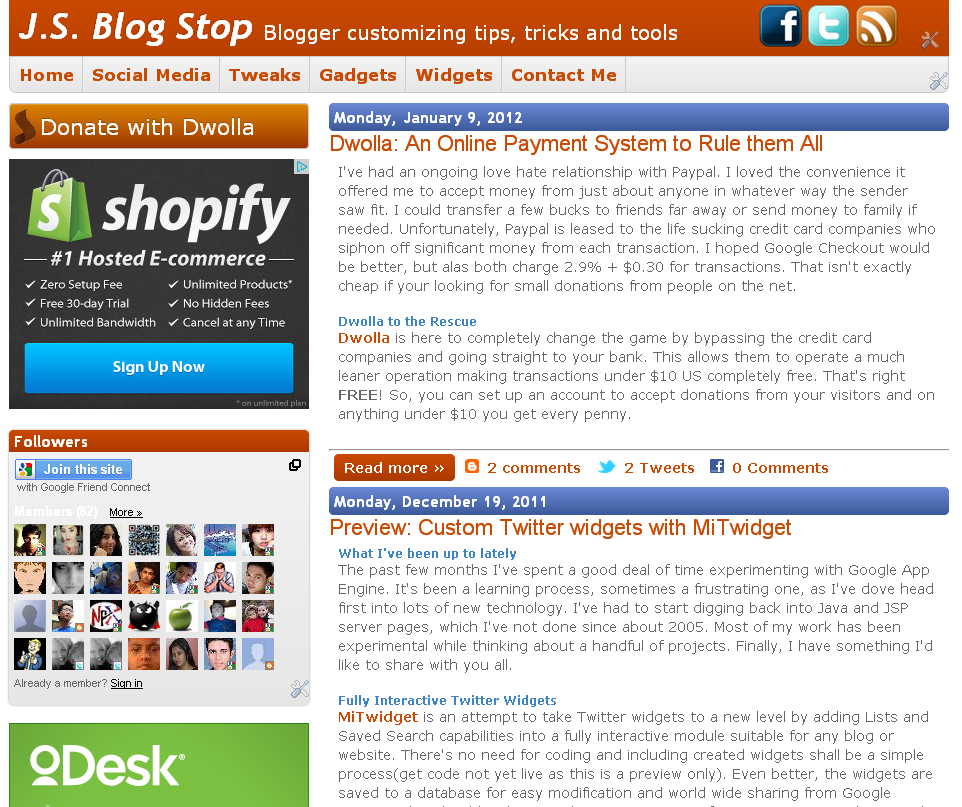 J.S. Blog Stop Blogger customizing tips, tricks and tools
Home Social Media Tweaks Gadgets Widgets Contact Me
Donate with Dwolla
shopify
#1 Hosted E-commerce
Zero Setup Fee Unlimited Products*
Free 30-day Trial No Hidden Fees
Unlimited Bandwidth Cancel at any Time
Sign Up Now
* on unlimited plan
Followers
Join this site
with Google Friend Connect
Members (82) More »
Already a member? Sign in
oDesk®
Monday, January 9, 2012
Dwolla: An Online Payment System to Rule them All
I've had an ongoing love hate relationship with Paypal. I loved the convenience it
offered me to accept money from just about anyone in whatever way the sender
saw fit. I could transfer a few bucks to friends far away or send money to family if
needed. Unfortunately, Paypal is leased to the life sucking credit card companies who
siphon off significant money from each transaction. I hoped Google Checkout would
be better, but alas both charge 2.9% + $0.30 for transactions. That isn't exactly
cheap if your looking for small donations from people on the net.
Dwolla to the Rescue
Dwolla is here to completely change the game by bypassing the credit card
companies and going straight to your bank. This allows them to operate a much
leaner operation making transactions under $10 US completely free. That's right
FREE! So, you can set up an account to accept donations from your visitors and on
anything under $10 you get every penny.
Read more » 2 comments 2 Tweets 0 Comments
Monday, December 19, 2011
Preview: Custom Twitter widgets with MiTwidget
What I've been up to lately
The past few months I've spent a good deal of time experimenting with Google App
Engine. It's been a learning process, sometimes a frustrating one, as I've dove head
first into lots of new technology. I've had to start digging back into Java and JSP
server pages, which I've not done since about 2005. Most of my work has been
experimental while thinking about a handful of projects. Finally, I have something I'd
like to share with you all.
Fully Interactive Twitter Widgets
MiTwidget is an attempt to take Twitter widgets to a new level by adding Lists and
Saved Search capabilities into a fully interactive module suitable for any blog or
website. There's no need for coding and including created widgets shall be a simple
process(get code not yet live as this is a preview only). Even better, the widgets are
saved to a database for easy modification and world wide sharing from Google